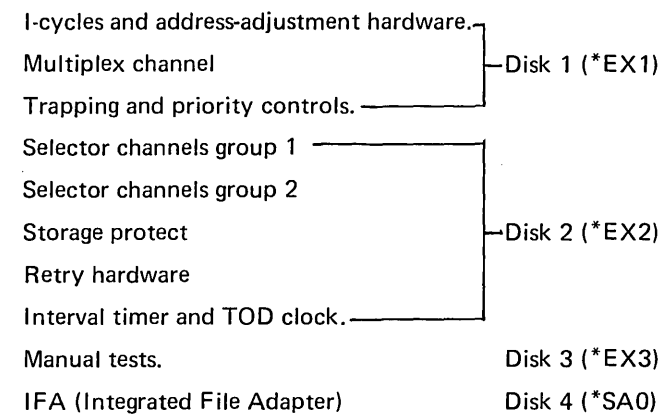 I-cycles and address-adjustment hardware.
Multiplex channel Disk 1 (*EX1)
Trapping and priority controls.
Selector channels group 1
Selector channels group 2
Storage protect Disk 2 (*EX2)
Retry hardware
Interval timer and TOD clock.
Manual tests. Disk 3 (*EX3)
IFA (Integrated File Adapter) Disk 4 (*SA0)